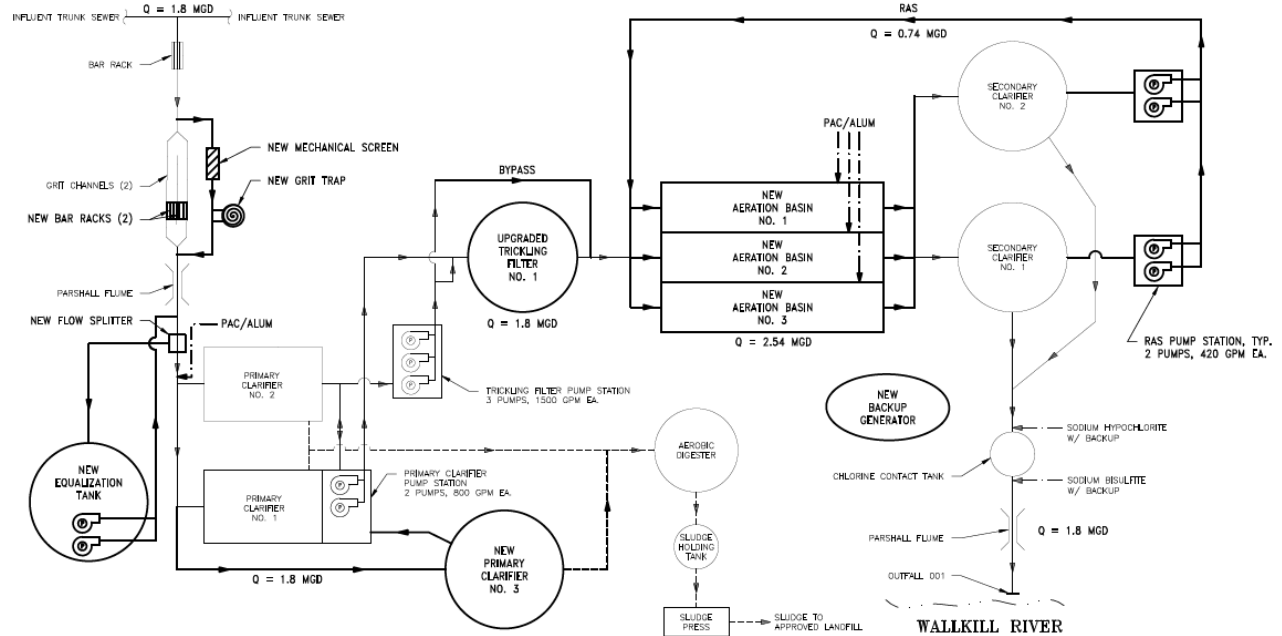 Q = 1.8 MGD
INFLUENT TRUNK SEWER
INFLUENT TRUNK SEWER
BAR RACK
NEW MECHANICAL SCREEN
NEW GRIT TRAP
GRIT CHANNELS (2)
NEW BAR RACKS (2)
PARSHALL FLUME
NEW FLOW SPLITTER
PAC/ALUM
PRIMARY
CLARIFIER
NO. 2
NEW
EQUALIZATION
TANK
P
P
PRIMARY
CLARIFIER
NO. 1
P
P
PRIMARY CLARIFIER
PUMP STATION
2 PUMPS, 800 GPM EA.
Q = 1.8 MGD
NEW
PRIMARY
CLARIFIER
NO. 3
P
P
P
TRICKLING FILTER PUMP STATION
3 PUMPS, 1500 GPM EA.
BYPASS
UPGRADED
TRICKLING
FILTER
NO. 1
Q = 1.8 MGD
RAS
Q = 0.74 MGD
PAC/ALUM
NEW
AERATION BASIN
NO. 1
NEW
AERATION BASIN
NO. 2
NEW
AERATION BASIN
NO. 3
Q = 2.54 MGD
SECONDARY
CLARIFIER
NO. 2
P
P
SECONDARY
CLARIFIER
NO. 1
P
P
RAS PUMP STATION, TYP.
2 PUMPS, 420 GPM EA.
NEW
BACKUP
GENERATOR
AEROBIC
DIGESTER
SLUDGE
HOLDING
TANK
SLUDGE
PRESS
SLUDGE TO
APPROVED LANDFILL
SODIUM HYPOCHLORITE
W/ BACKUP
CHLORINE CONTACT TANK
SODIUM BISULFITE
W/ BACKUP
PARSHALL FLUME
Q = 1.8 MGD
OUTFALL 001
WALLKILL RIVER